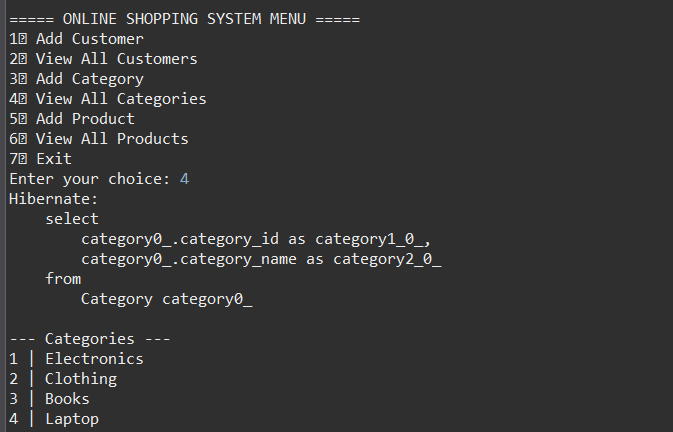 ===== ONLINE SHOPPING SYSTEM MENU =====
1⃣ Add Customer
2⃣ View All Customers
3⃣ Add Category
4⃣ View All Categories
5⃣ Add Product
6⃣ View All Products
7⃣ Exit
Enter your choice: 4
Hibernate:
    select
        category0_.category_id as category1_0_,
        category0_.category_name as category2_0_
    from
        Category category0_

--- Categories ---
1 | Electronics
2 | Clothing
3 | Books
4 | Laptop